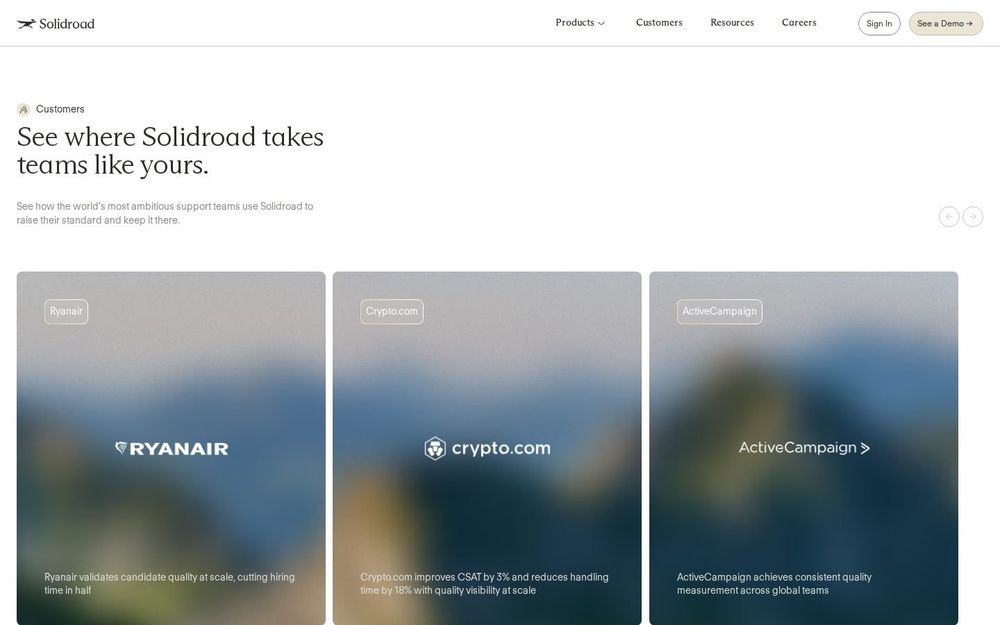 Solidroad
Products
Customers
Resources
Careers
Sign In
See a Demo →
Customers
See where Solidroad takes
teams like yours.
See how the world's most ambitious support teams use Solidroad to
raise their standard and keep it there.
Ryanair
RYANAIR
Ryanair validates candidate quality at scale, cutting hiring
time in half
Crypto.com
crypto.com
Crypto.com improves CSAT by 3% and reduces handling
time by 18% with quality visibility at scale
ActiveCampaign
ActiveCampaign >
ActiveCampaign achieves consistent quality
measurement across global teams